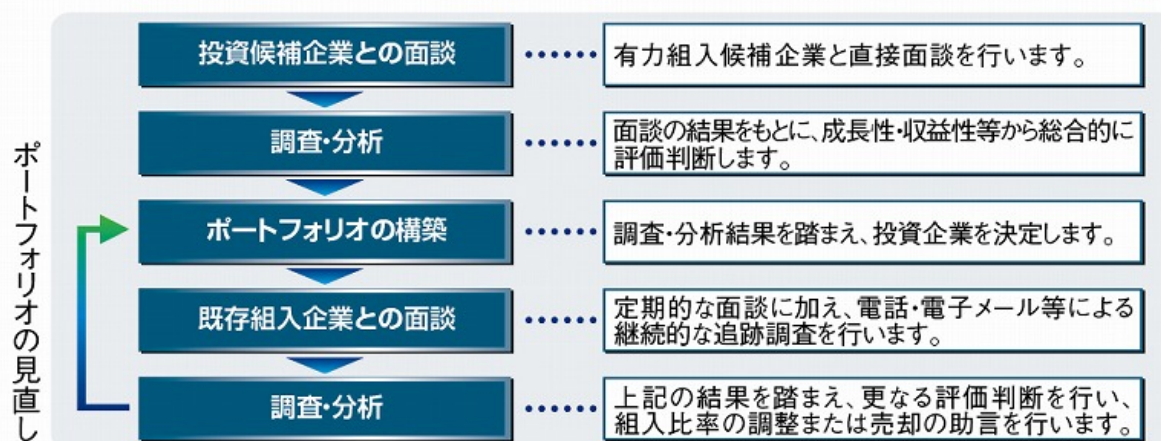 投資候補企業との面談
有力組入候補企業と直接面談を行います。
調査・分析
面談の結果をもとに、成長性・収益性等から総合的に
評価判断します。
ポートフォリオの構築
調査・分析結果を踏まえ、投資企業を決定します。
既存組入企業との面談
定期的な面談に加え、電話・電子メール等による
継続的な追跡調査を行います。
調査・分析
上記の結果を踏まえ、更なる評価判断を行い、
組入比率の調整または売却の助言を行います。
ポートフォリオの見直し